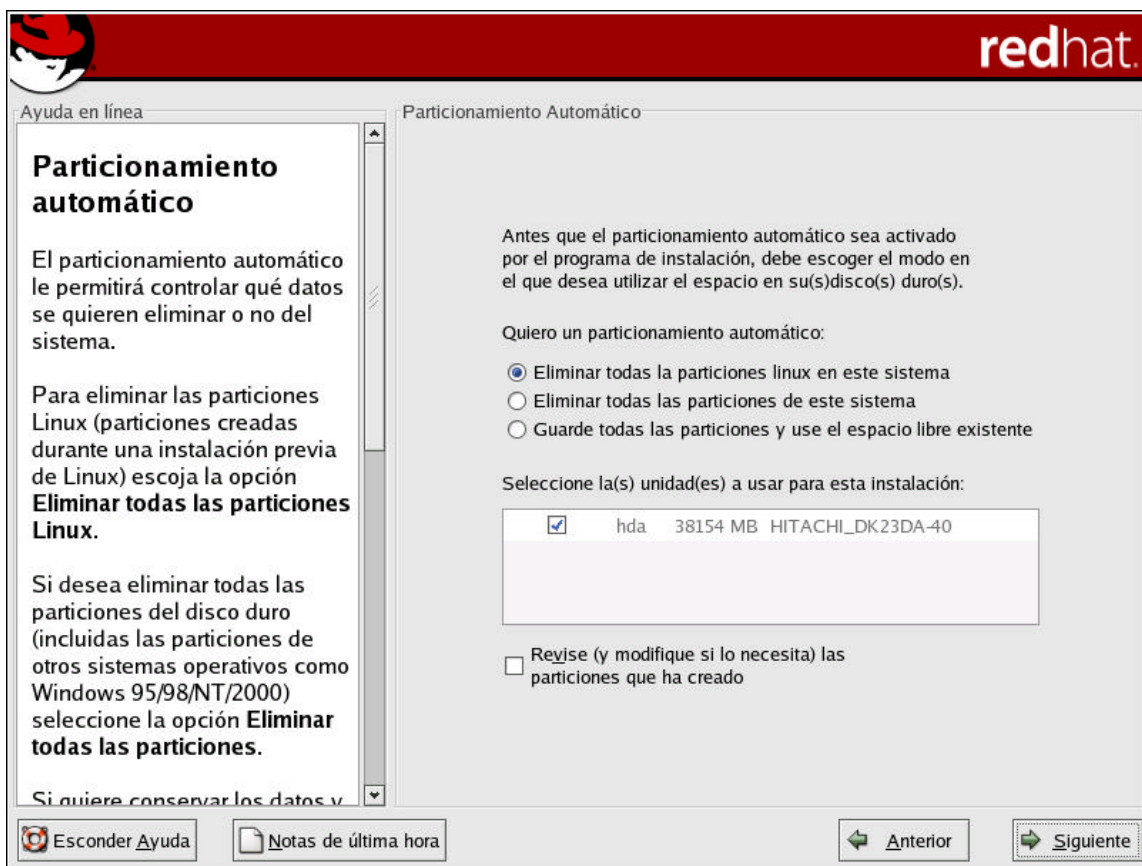 redhat.
Ayuda en línea
Particionamiento
automático
El particionamiento automático
le permitirá controlar qué datos
se quieren eliminar o no del
sistema.
Para eliminar las particiones
Linux (particiones creadas
durante una instalación previa
de Linux) escoja la opción
Eliminar todas las particiones
Linux.
Si desea eliminar todas las
particiones del disco duro
(incluidas las particiones de
otros sistemas operativos como
Windows 95/98/NT/2000)
seleccione la opción Eliminar
todas las particiones.
Si quiere conservar los datos y
Particionamiento Automático
Antes que el particionamiento automático sea activado
por el programa de instalación, debe escoger el modo en
el que desea utilizar el espacio en su(s)disco(s) duro(s).
Quiero un particionamiento automático:
Eliminar todas la particiones linux en este sistema
Eliminar todas las particiones de este sistema
Guarde todas las particiones y use el espacio libre existente
Seleccione la(s) unidad(es) a usar para esta instalación:
hda 38154 MB HITACHI_DK23DA-40
Revise (y modifique si lo necesita) las
particiones que ha creado
Esconder Ayuda
Notas de última hora
Anterior
Siguiente